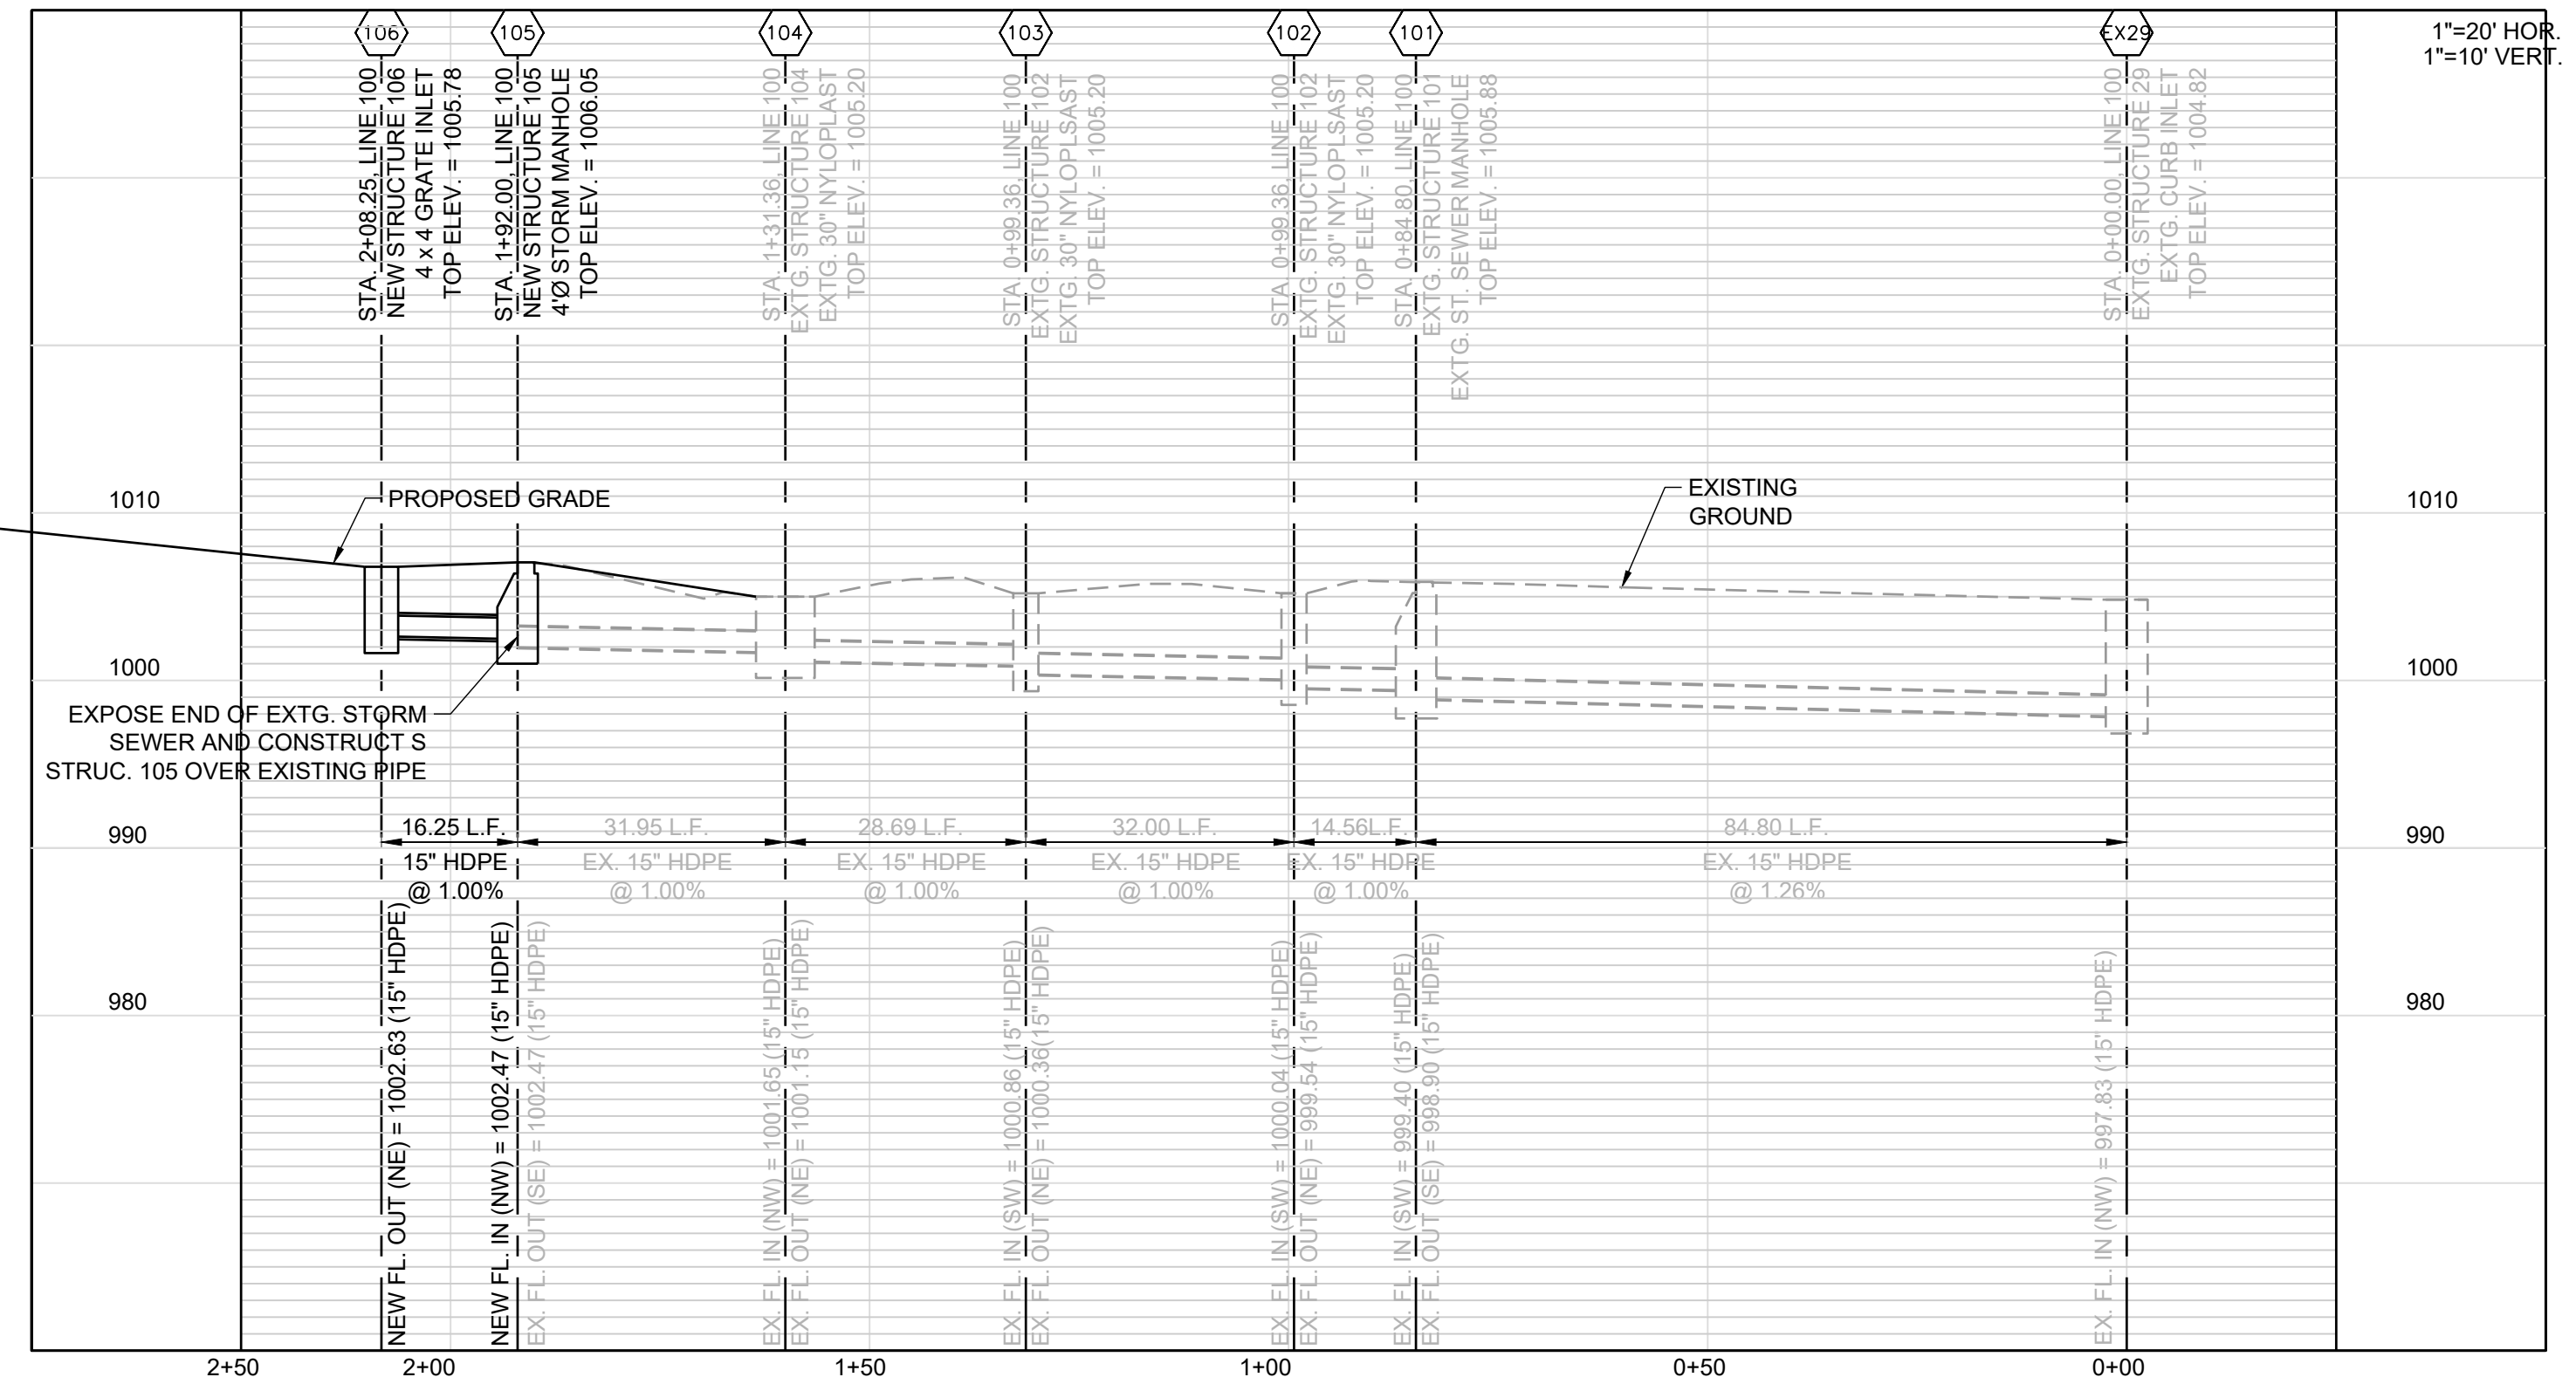 106
105
104
103
102
101
EX29
1"=20' HOR.
1"=10' VERT.
STA. 2+08.25, LINE 100
NEW STRUCTURE 106
4 x 4 GRATE INLET
TOP ELEV. = 1005.78
STA. 1+92.00, LINE 100
NEW STRUCTURE 105
4'Ø STORM MANHOLE
TOP ELEV. = 1006.05
STA. 1+31.36, LINE 100
EXTG. STRUCTURE 104
EXTG. 30" NYLOPLAST
TOP ELEV. = 1005.20
STA. 0+99.36, LINE 100
EXTG. STRUCTURE 102
EXTG. 30" NYLOPLSAST
TOP ELEV. = 1005.20
STA. 0+99.36, LINE 100
EXTG. STRUCTURE 102
EXTG. 30" NYLOPLSAST
TOP ELEV. = 1005.20
STA. 0+84.80, LINE 100
EXTG. STRUCTURE 101
EXTG. ST. SEWER MANHOLE
TOP ELEV. = 1005.88
STA. 0+00.00, LINE 100
EXTG. STRUCTURE 29
EXTG. CURB INLET
TOP ELEV. = 1004.82
1010
PROPOSED GRADE
EXISTING
GROUND
1010
1000
1000
EXPOSE END OF EXTG. STORM
SEWER AND CONSTRUCT S
STRUC. 105 OVER EXISTING PIPE
990
990
16.25 L.F.
15" HDPE
@ 1.00%
31.95 L.F.
EX. 15" HDPE
@ 1.00%
28.69 L.F.
EX. 15" HDPE
@ 1.00%
32.00 L.F.
EX. 15" HDPE
@ 1.00%
14.56L.F.
EX. 15" HDPE
@ 1.00%
84.80 L.F.
EX. 15" HDPE
@ 1.26%
980
980
NEW FL. OUT (NE) = 1002.63 (15" HDPE)
NEW FL. IN (NW) = 1002.47 (15" HDPE)
EX. FL. OUT (SE) = 1002.47 (15" HDPE)
EX. FL. IN (NW) = 1001.65 (15" HDPE)
EX. FL. OUT (NE) = 1001.15 (15" HDPE)
EX. FL. IN (SW) = 1000.86 (15" HDPE)
EX. FL. OUT (NE) = 1000.36(15" HDPE)
EX. FL. IN (SW) = 1000.04 (15" HDPE)
EX. FL. OUT (NE) = 999.54 (15" HDPE)
EX. FL. IN (SW) = 999.40 (15" HDPE)
EX. FL. OUT (SE) = 998.90 (15" HDPE)
EX. FL. IN (NW) = 997.83 (15" HDPE)
2+50
2+00
1+50
1+00
0+50
0+00